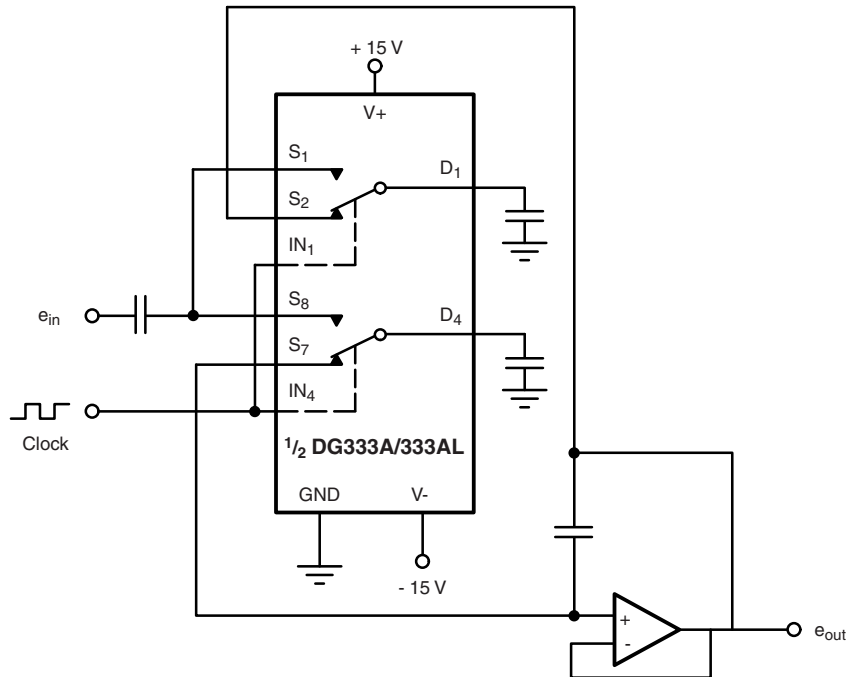 + 15 V
V+
S1
D1
S2
IN1
S8
D4
ein
S7
IN4
Clock
1/2 DG333A/333AL
GND
V-
- 15 V
+
-
eout